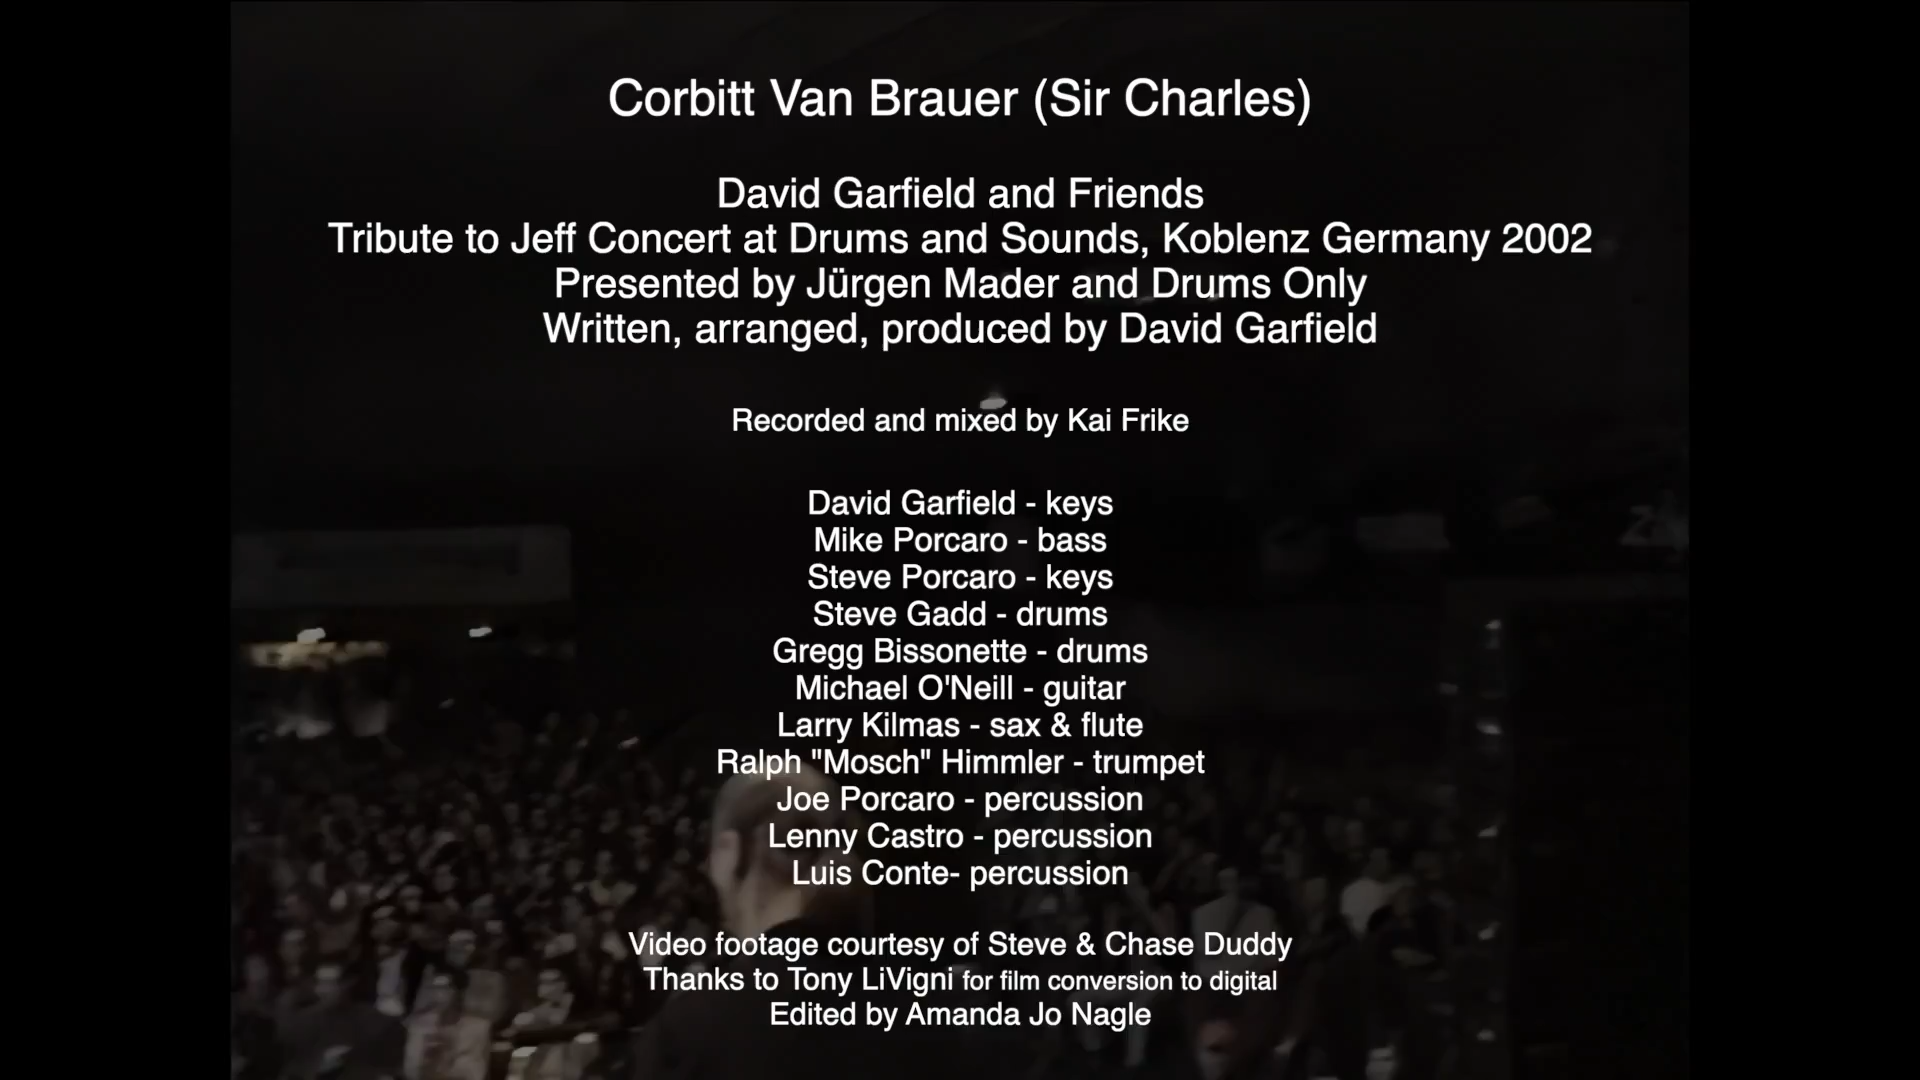 Corbitt Van Brauer (Sir Charles)
David Garfield and Friends
Tribute to Jeff Concert at Drums and Sounds, Koblenz Germany 2002
Presented by Jürgen Mader and Drums Only
Written, arranged, produced by David Garfield
Recorded and mixed by Kai Frike
David Garfield - keys
Mike Porcaro - bass
Steve Porcaro - keys
Steve Gadd - drums
Gregg Bissonette - drums
Michael O'Neill - guitar
Larry Kilmas - sax & flute
Ralph "Mosch" Himmler - trumpet
Joe Porcaro - percussion
Lenny Castro - percussion
Luis Conte- percussion
Video footage courtesy of Steve & Chase Duddy
Thanks to Tony LiVigni for film conversion to digital
Edited by Amanda Jo Nagle